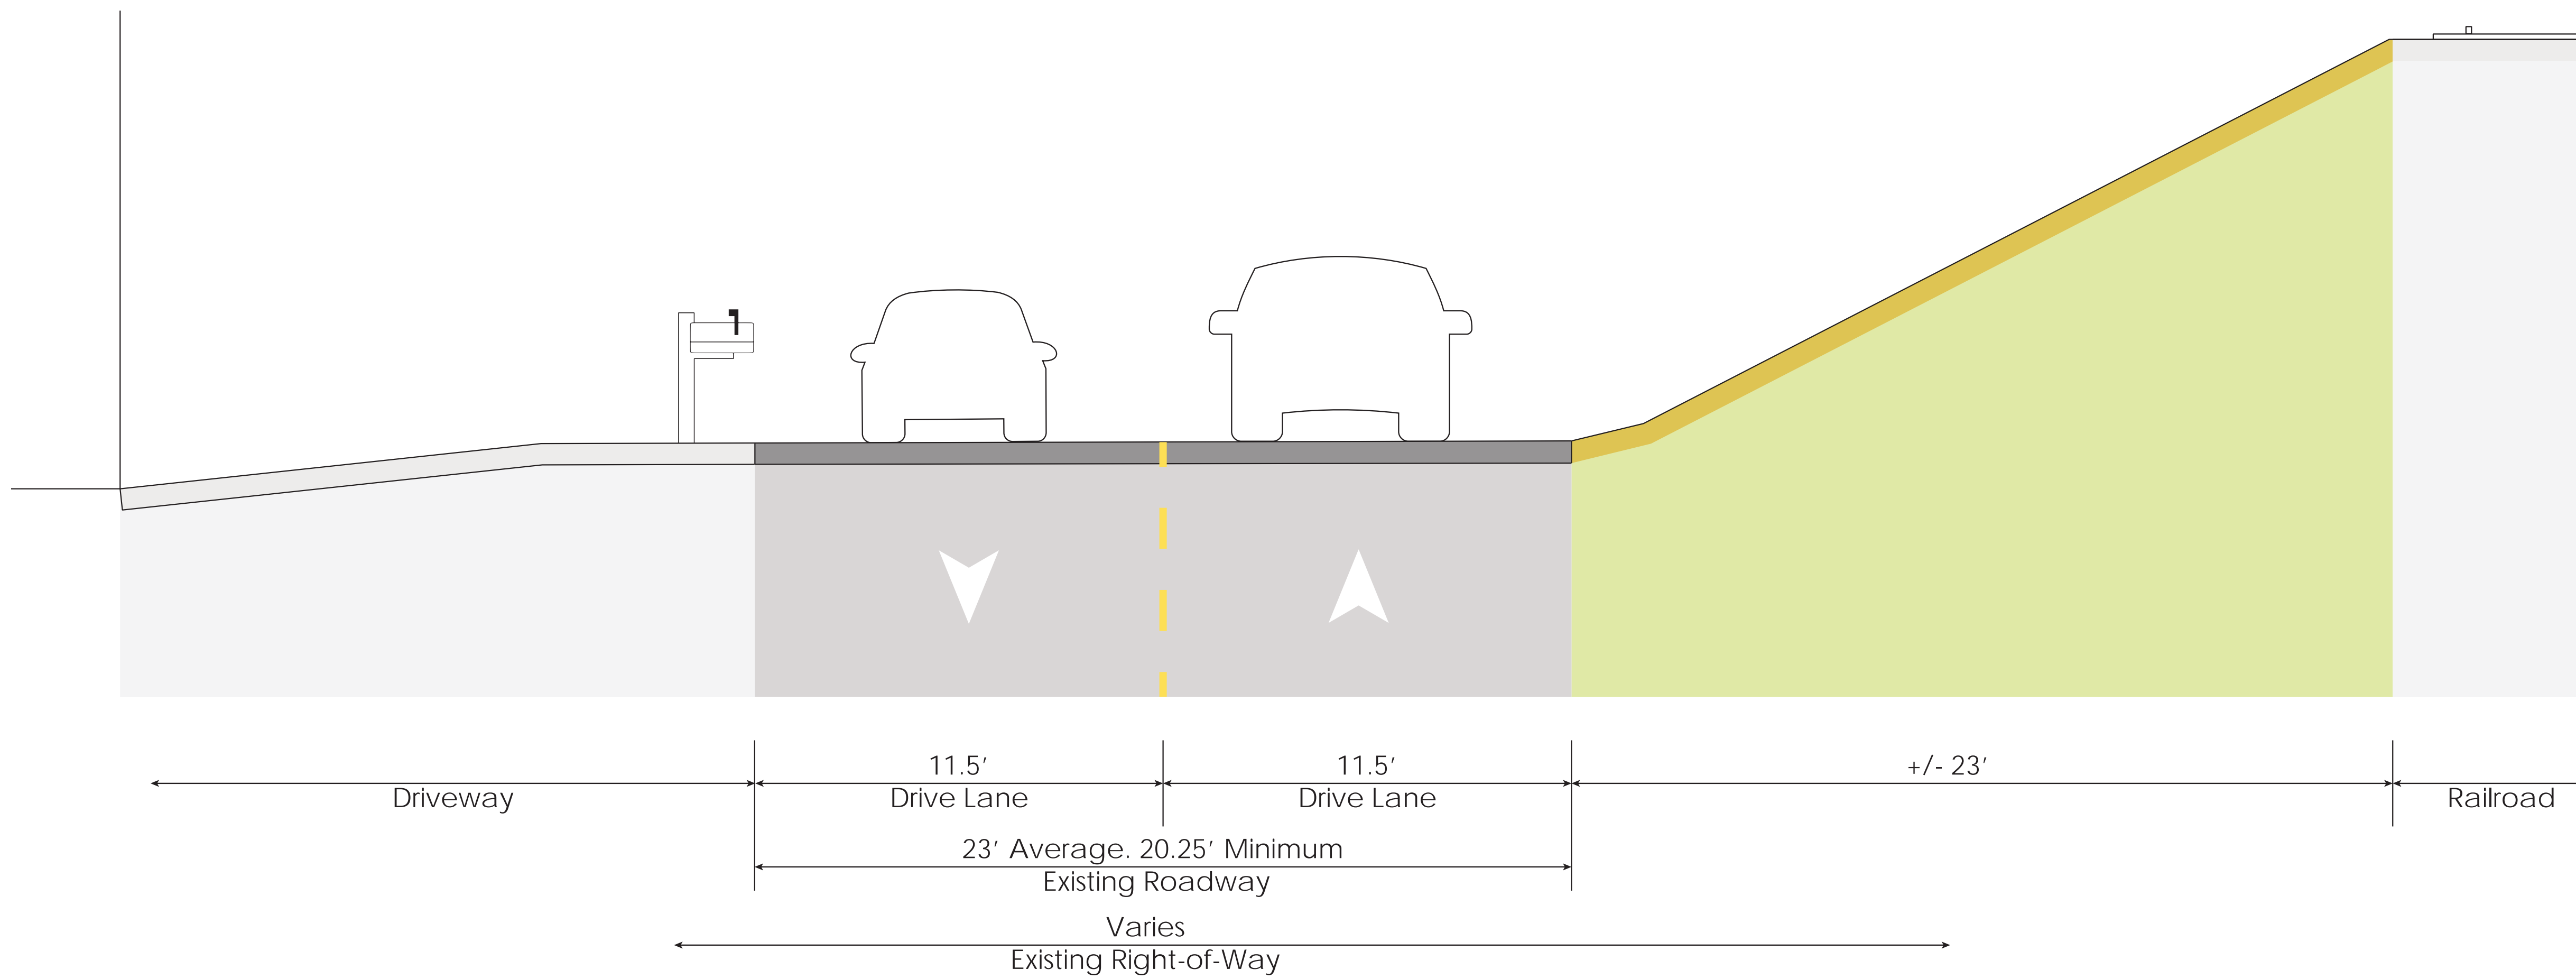 11.5’
11.5’
+/- 23’
Driveway
Drive Lane
Drive Lane
Railroad
23’ Average. 20.25’ Minimum
Existing Roadway
Varies
Existing Right-of-Way